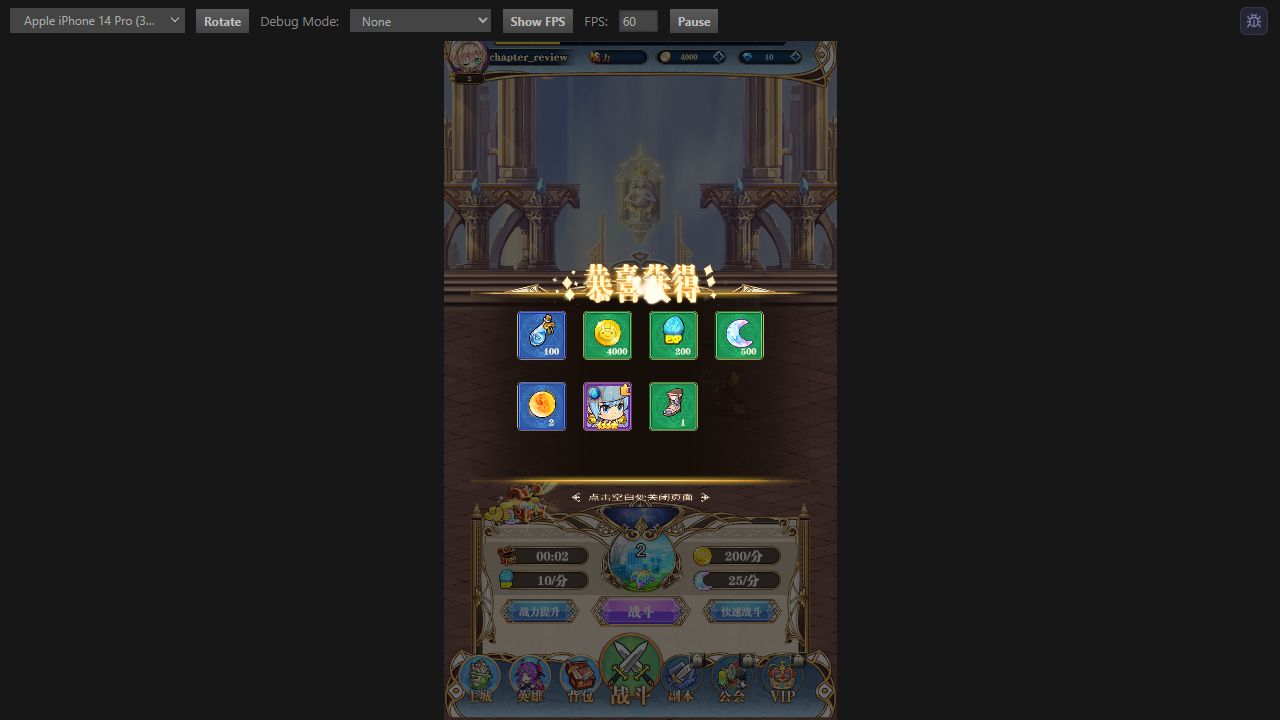 Apple iPhone 14 Pro (3... Rotate Debug Mode: None Show FPS FPS: 60 Pause
chapter_review 战力 4000 10
2
恭喜获得
100 4000 200 500
2 1
点击空白处关闭页面
2
00:02 200/分
10/分 25/分
战力提升 战斗 快速战斗
主城 英雄 背包 战斗 副本 公会 VIP